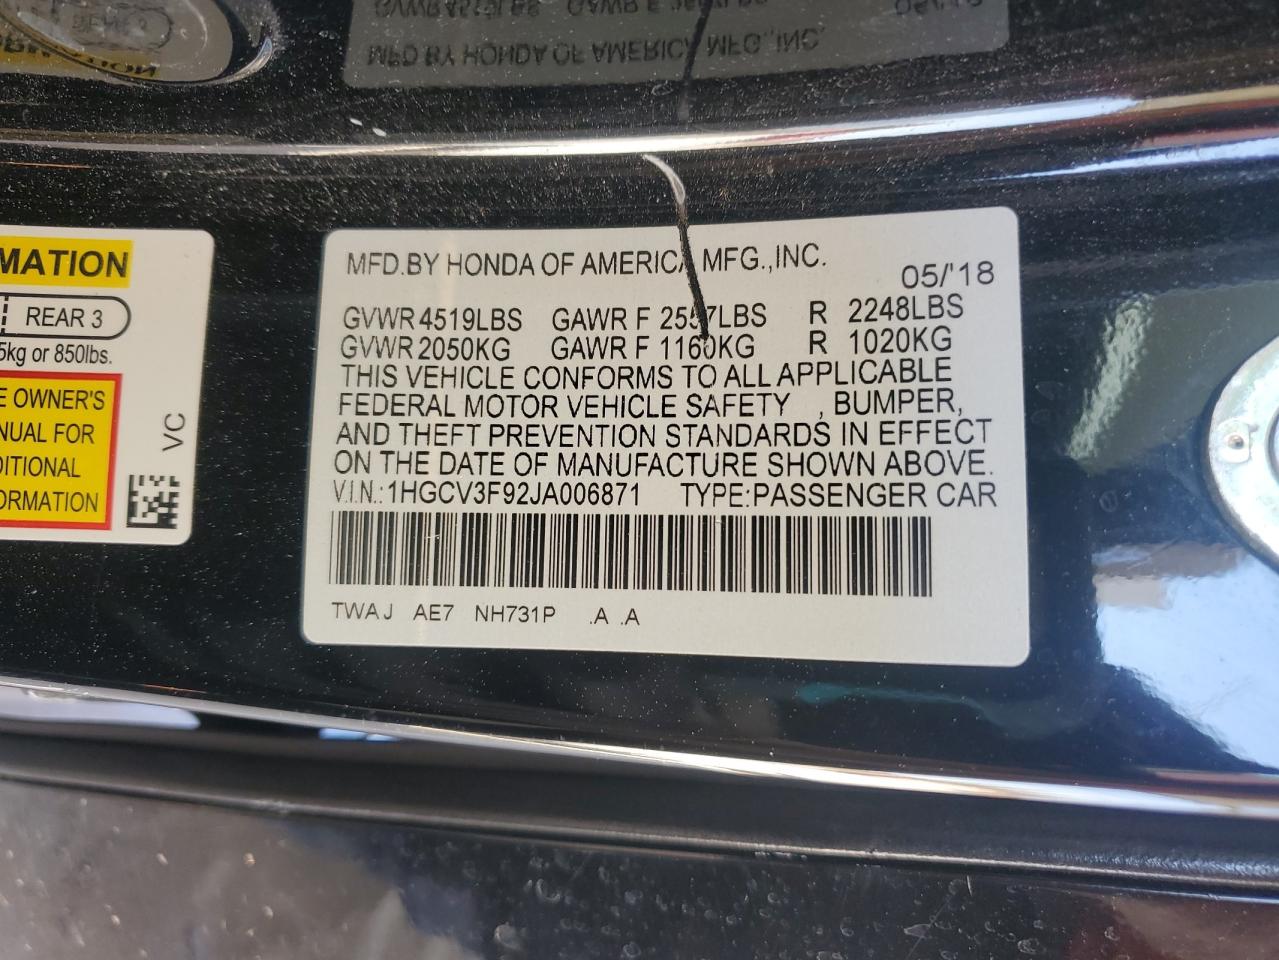 MFD.BY HONDA OF AMERICA MFG.,INC.
05/'18
GVWR 4519LBS GAWR F 2557LBS R 2248LBS
GVWR 2050KG GAWR F 1160KG R 1020KG
THIS VEHICLE CONFORMS TO ALL APPLICABLE
FEDERAL MOTOR VEHICLE SAFETY , BUMPER,
AND THEFT PREVENTION STANDARDS IN EFFECT
ON THE DATE OF MANUFACTURE SHOWN ABOVE.
V.I.N.:1HGCV3F92JA006871 TYPE:PASSENGER CAR
TWAJ AE7 NH731P .A .A
MATION
REAR 3
5kg or 850lbs.
E OWNER'S
NUAL FOR
DITIONAL
ORMATION
VC
MFD BY HONDA OF AMERICA MFG.,INC.